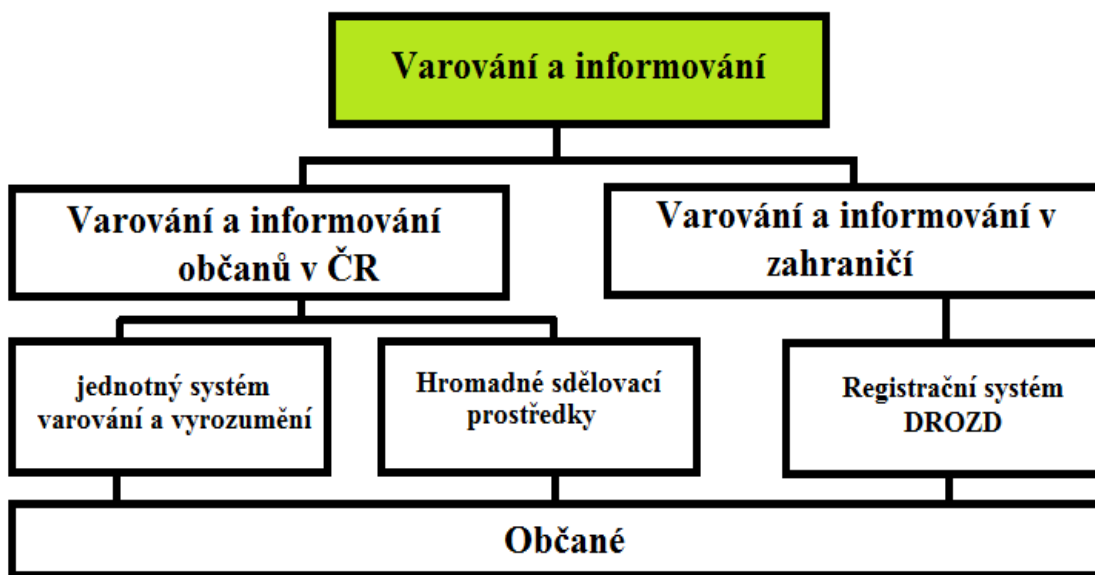 Varování a informování
Varování a informování
občanů v ČR
Varování a informování v
zahraničí
jednotný systém
varování a vyrozumění
Hromadné sdělovací
prostředky
Registrační systém
DROZD
Občané